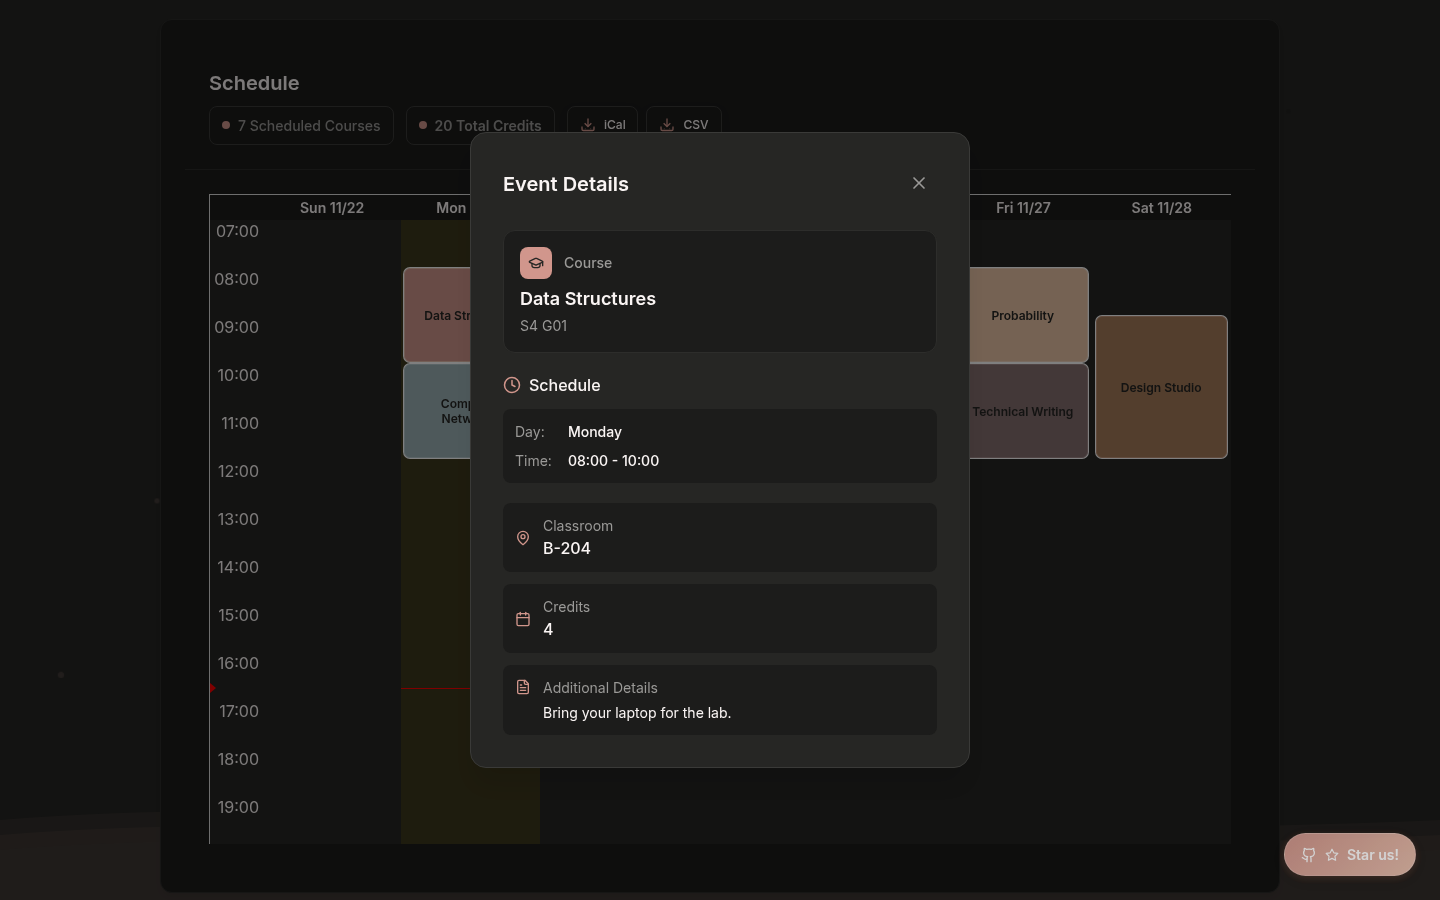 Schedule
7 Scheduled Courses
20 Total Credits
iCal
CSV
Event Details
Course
Data Structures
S4 G01
Schedule
Day: Monday
Time: 08:00 - 10:00
Classroom
B-204
Credits
4
Additional Details
Bring your laptop for the lab.
Sun 11/22
Mon
Fri 11/27
Sat 11/28
07:00
08:00
09:00
10:00
11:00
12:00
13:00
14:00
15:00
16:00
17:00
18:00
19:00
Data Str
Comp
Netw
Probability
Technical Writing
Design Studio
Star us!